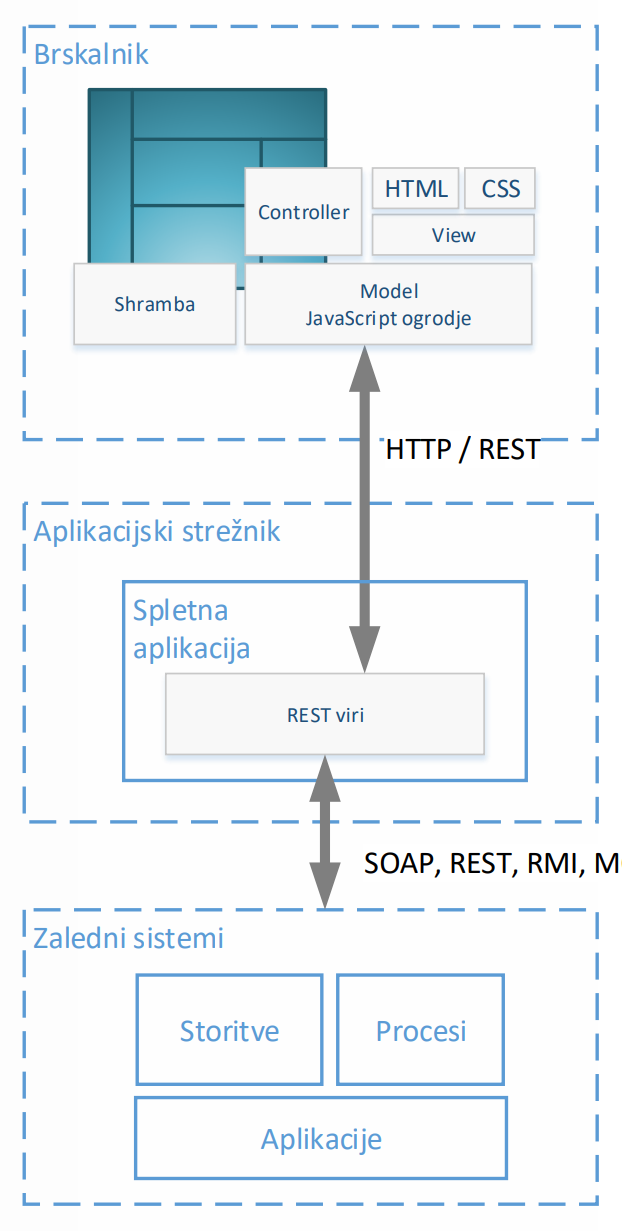 Brskalnik
Controller
HTML
CSS
View
Shramba
Model
JavaScript ogrodje
HTTP / REST
Aplikacijski strežnik
Spletna
aplikacija
REST viri
SOAP, REST, RMI, M
Zaledni sistemi
Storitve
Procesi
Aplikacije